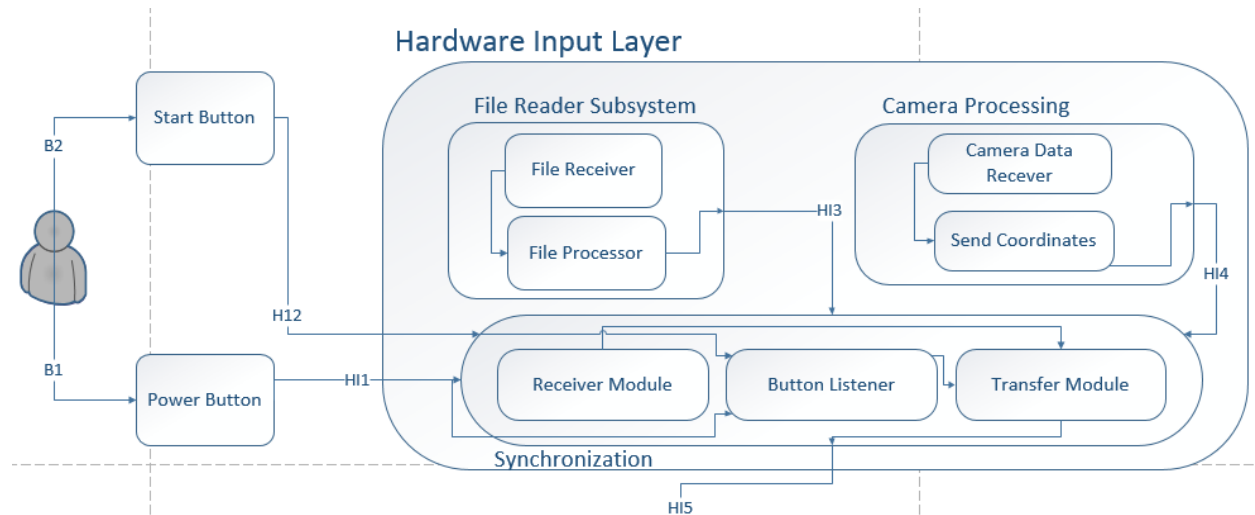 Hardware Input Layer
Start Button
File Reader Subsystem
Camera Processing
B2
File Receiver
Camera Data
Recever
HI3
File Processor
Send Coordinates
HI4
H12
B1
Power Button
HI1
Receiver Module
Button Listener
Transfer Module
Synchronization
HI5